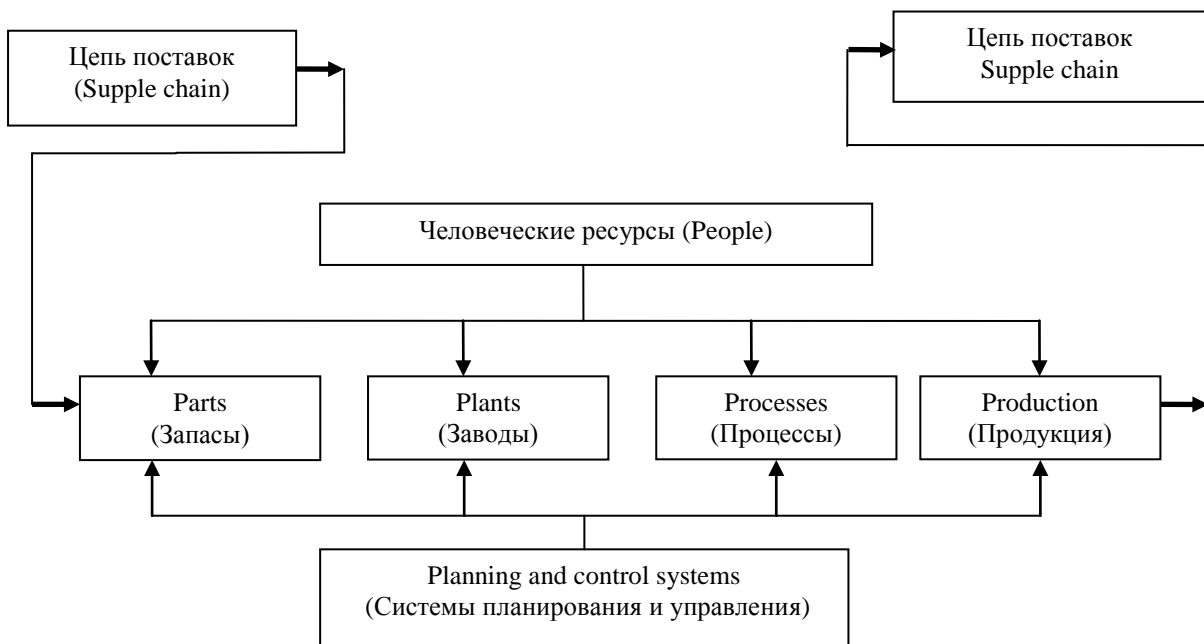 Цепь поставок
(Supple chain)
Цепь поставок
Supple chain
Человеческие ресурсы (People)
Parts
(Запасы)
Plants
(Заводы)
Processes
(Процессы)
Production
(Продукция)
Planning and control systems
(Системы планирования и управления)